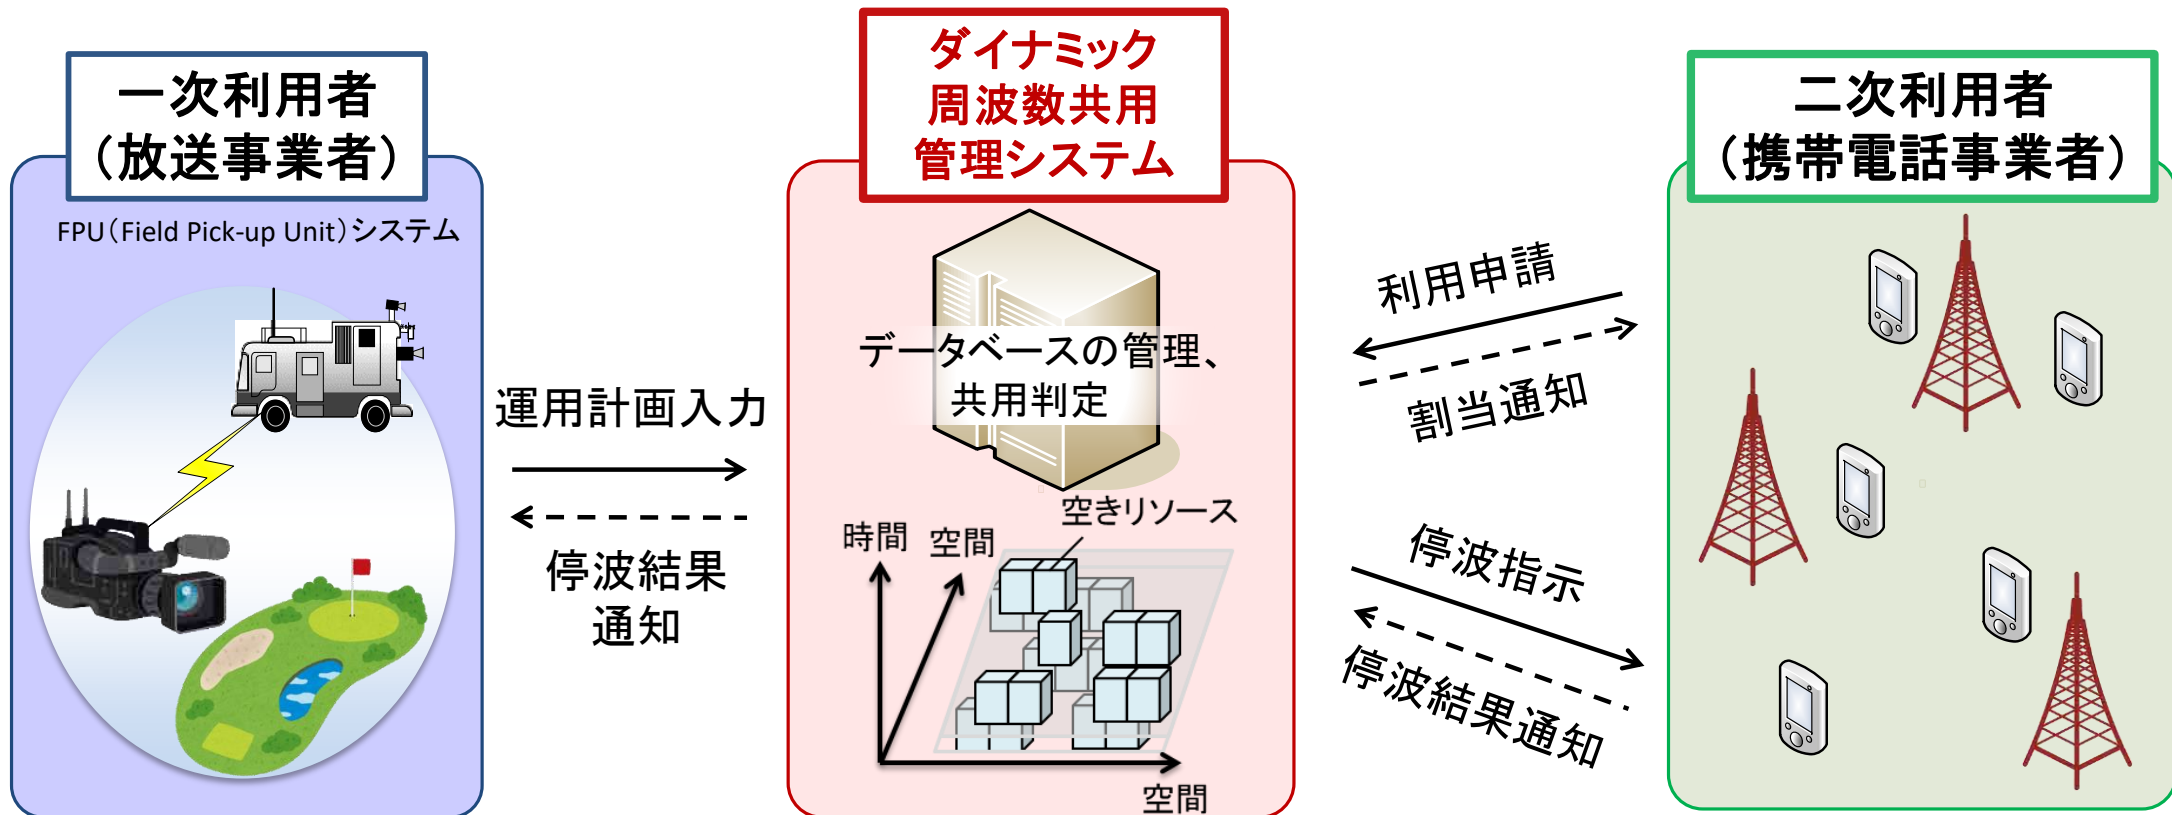 一次利用者
（放送事業者）
FPU（Field Pick-up Unit）システム
運用計画入力
停波結果
通知
ダイナミック
周波数共用
管理システム
データベースの管理、
共用判定
空きリソース
時間
空間
空間
利用申請
割当通知
停波指示
停波結果通知
二次利用者
（携帯電話事業者）